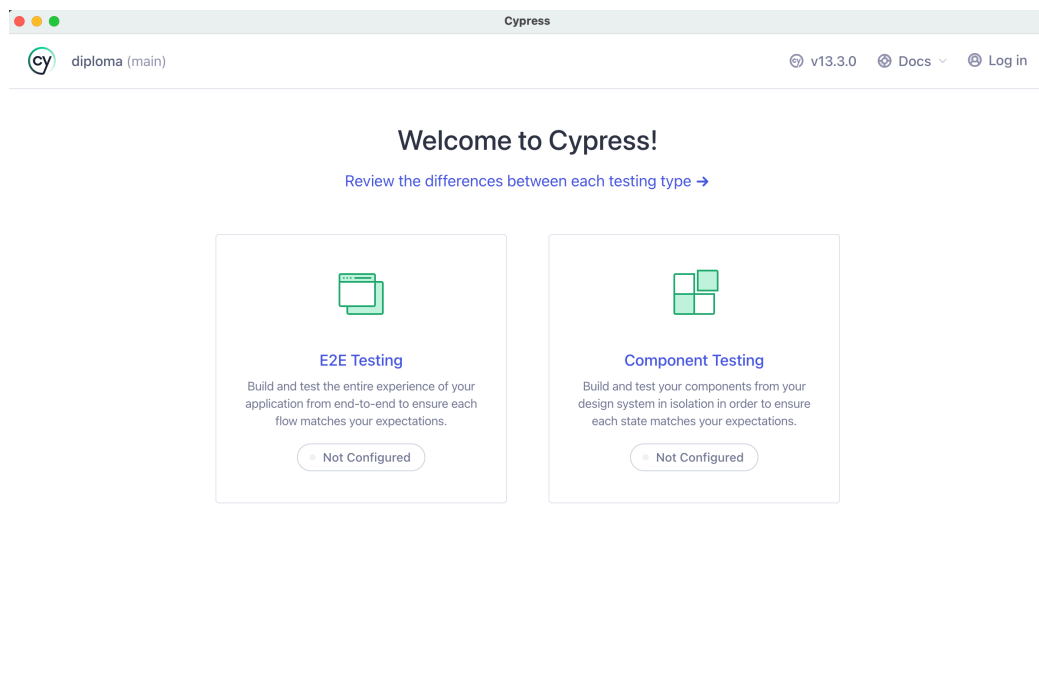 Cypress
cy diploma (main)
cy v13.3.0 Docs Log in
Welcome to Cypress!
Review the differences between each testing type →
E2E Testing
Build and test the entire experience of your
application from end-to-end to ensure each
flow matches your expectations.
Not Configured
Component Testing
Build and test your components from your
design system in isolation in order to ensure
each state matches your expectations.
Not Configured